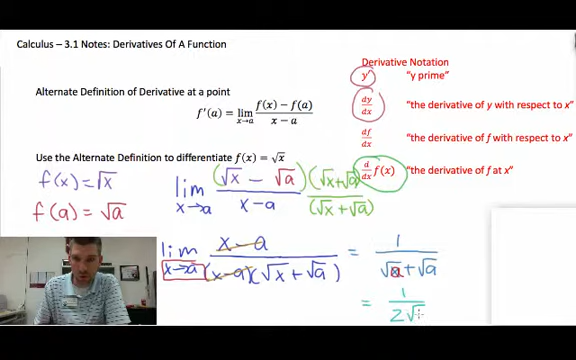 Calculus – 3.1 Notes: Derivatives Of A Function
Derivative Notation
y' "y prime"
Alternate Definition of Derivative at a point
f'(a) = lim x→a f(x) − f(a) / x − a
dy/dx "the derivative of y with respect to x"
df/dx "the derivative of f with respect to x"
Use the Alternate Definition to differentiate f(x) = √x
d/dx f(x) "the derivative of f at x"
f(x) = √x
f(a) = √a
lim x→a (√x − √a)(√x + √a) / x − a (√x + √a)
lim x→a x − a / (x − a)(√x + √a) = 1 / √a + √a
= 1 / 2√